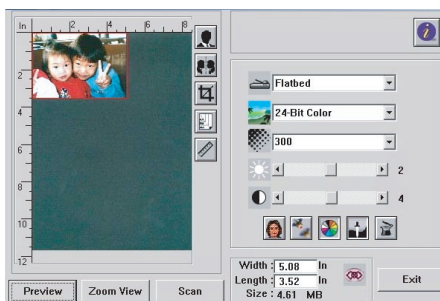 In 2 4 6 8
2
4
6
8
10
12
Preview Zoom View Scan
i
Flatbed
24-Bit Color
300
2
4
Width : 5.08 In
Length : 3.52 In
Size : 4.61 MB
Exit